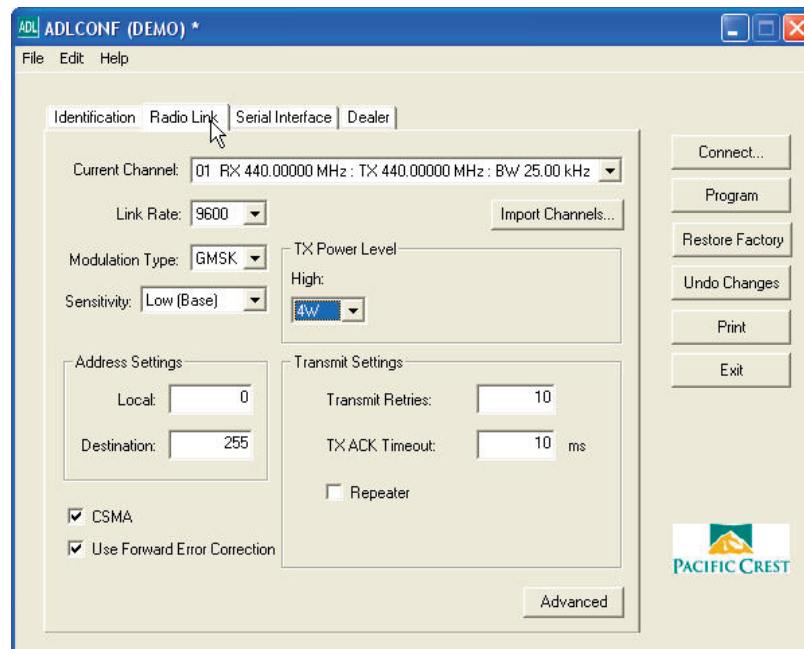 ADL ADLCONF (DEMO) *
File Edit Help
Identification Radio Link Serial Interface Dealer
Current Channel: 01 RX 440.00000 MHz : TX 440.00000 MHz : BW 25.00 kHz
Link Rate: 9600
Import Channels...
Modulation Type: GMSK
Sensitivity: Low (Base)
TX Power Level
High:
4W
Address Settings
Local: 0
Destination: 255
Transmit Settings
Transmit Retries: 10
TX ACK Timeout: 10 ms
Repeater
CSMA
Use Forward Error Correction
Advanced
Connect...
Program
Restore Factory
Undo Changes
Print
Exit
PACIFIC CREST